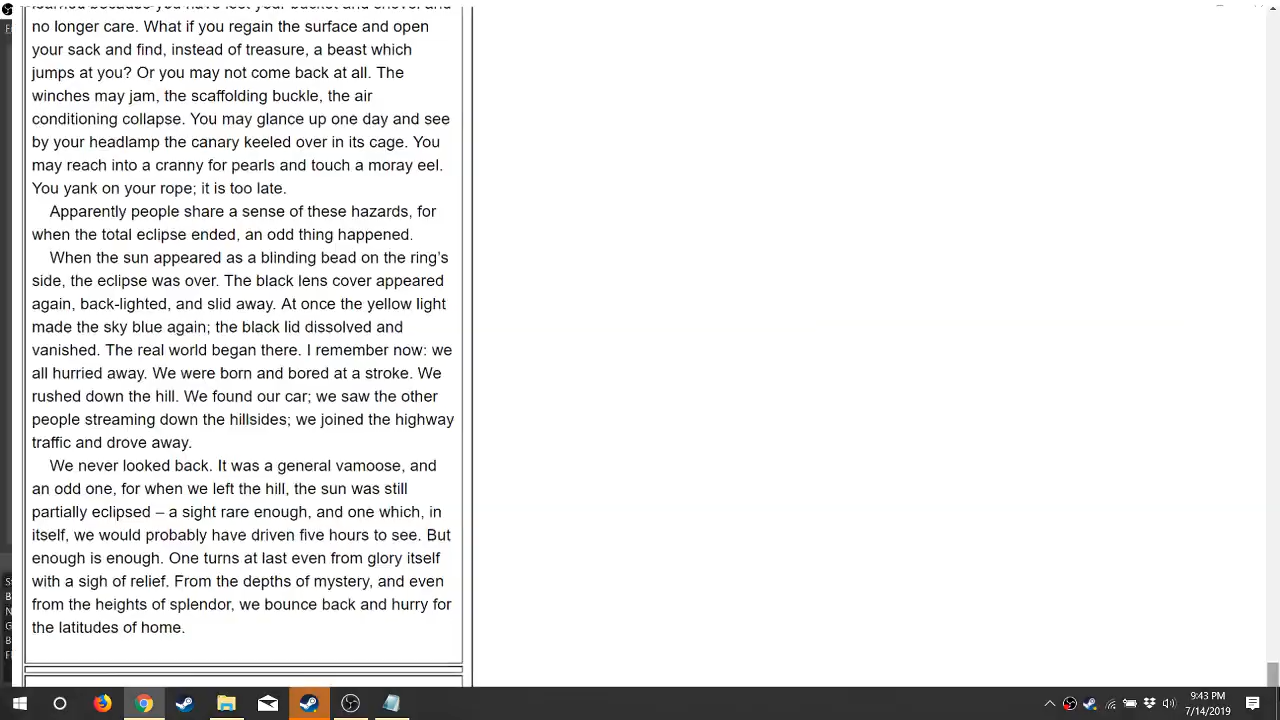 no longer care. What if you regain the surface and open
your sack and find, instead of treasure, a beast which
jumps at you? Or you may not come back at all. The
winches may jam, the scaffolding buckle, the air
conditioning collapse. You may glance up one day and see
by your headlamp the canary keeled over in its cage. You
may reach into a cranny for pearls and touch a moray eel.
You yank on your rope; it is too late.
Apparently people share a sense of these hazards, for
when the total eclipse ended, an odd thing happened.
When the sun appeared as a blinding bead on the ring’s
side, the eclipse was over. The black lens cover appeared
again, back-lighted, and slid away. At once the yellow light
made the sky blue again; the black lid dissolved and
vanished. The real world began there. I remember now: we
all hurried away. We were born and bored at a stroke. We
rushed down the hill. We found our car; we saw the other
people streaming down the hillsides; we joined the highway
traffic and drove away.
We never looked back. It was a general vamoose, and
an odd one, for when we left the hill, the sun was still
partially eclipsed – a sight rare enough, and one which, in
itself, we would probably have driven five hours to see. But
enough is enough. One turns at last even from glory itself
with a sigh of relief. From the depths of mystery, and even
from the heights of splendor, we bounce back and hurry for
the latitudes of home.
9:43 PM
7/14/2019